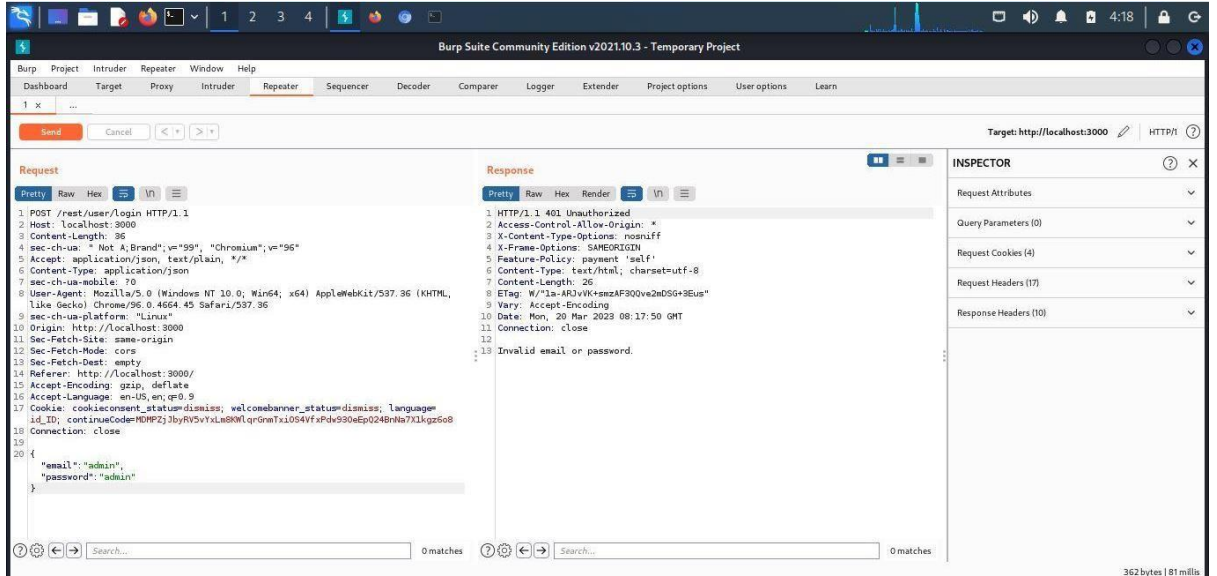 1 2 3 4 4:18
Burp Suite Community Edition v2021.10.3 - Temporary Project
Burp Project Intruder Repeater Window Help
Dashboard Target Proxy Intruder Repeater Sequencer Decoder Comparer Logger Extender Project options User options Learn
1 × ...
Send Cancel < > Target: http://localhost:3000 HTTP/1 ?
Request
Pretty Raw Hex \n
1 POST /rest/user/login HTTP/1.1
2 Host: localhost:3000
3 Content-Length: 36
4 sec-ch-ua: " Not A;Brand";v="99", "Chromium";v="96"
5 Accept: application/json, text/plain, */*
6 Content-Type: application/json
7 sec-ch-ua-mobile: ?0
8 User-Agent: Mozilla/5.0 (Windows NT 10.0; Win64; x64) AppleWebKit/537.36 (KHTML,
like Gecko) Chrome/96.0.4664.45 Safari/537.36
9 sec-ch-ua-platform: "Linux"
10 Origin: http://localhost:3000
11 Sec-Fetch-Site: same-origin
12 Sec-Fetch-Mode: cors
13 Sec-Fetch-Dest: empty
14 Referer: http://localhost:3000/
15 Accept-Encoding: gzip, deflate
16 Accept-Language: en-US,en;q=0.9
17 Cookie: cookieconsent_status=dismiss; welcomebanner_status=dismiss; language=
id_ID; continueCode=
18 Connection: close
19
20 {
"email":"admin",
"password":"admin"
}
? Search... 0 matches
Response
Pretty Raw Hex Render \n
1 HTTP/1.1 401 Unauthorized
2 Access-Control-Allow-Origin: *
3 X-Content-Type-Options: nosniff
4 X-Frame-Options: SAMEORIGIN
5 Feature-Policy: payment 'self'
6 Content-Type: text/html; charset=utf-8
7 Content-Length: 26
8 ETag: W/"1a-ARJvVK+smzAF3QQve2mDSG+3Eus"
9 Vary: Accept-Encoding
10 Date: Mon, 20 Mar 2023 08:17:50 GMT
11 Connection: close
12
13 Invalid email or password.
? Search... 0 matches
INSPECTOR ? ×
Request Attributes
Query Parameters (0)
Request Cookies (4)
Request Headers (17)
Response Headers (10)
362 bytes | 81 millis